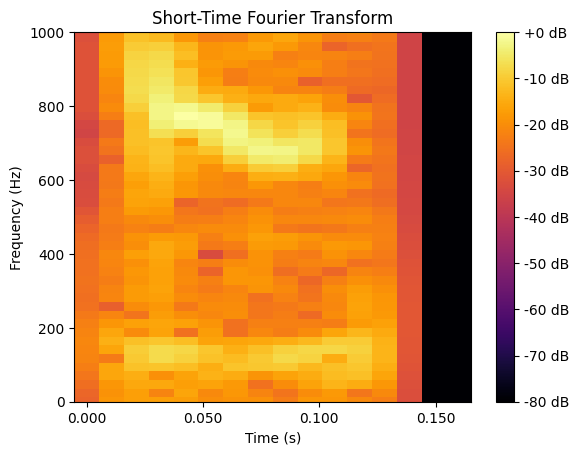 Short-Time Fourier Transform
Frequency (Hz)
1000
800
600
400
200
0
0.000 0.050 0.100 0.150
Time (s)
+0 dB
-10 dB
-20 dB
-30 dB
-40 dB
-50 dB
-60 dB
-70 dB
-80 dB